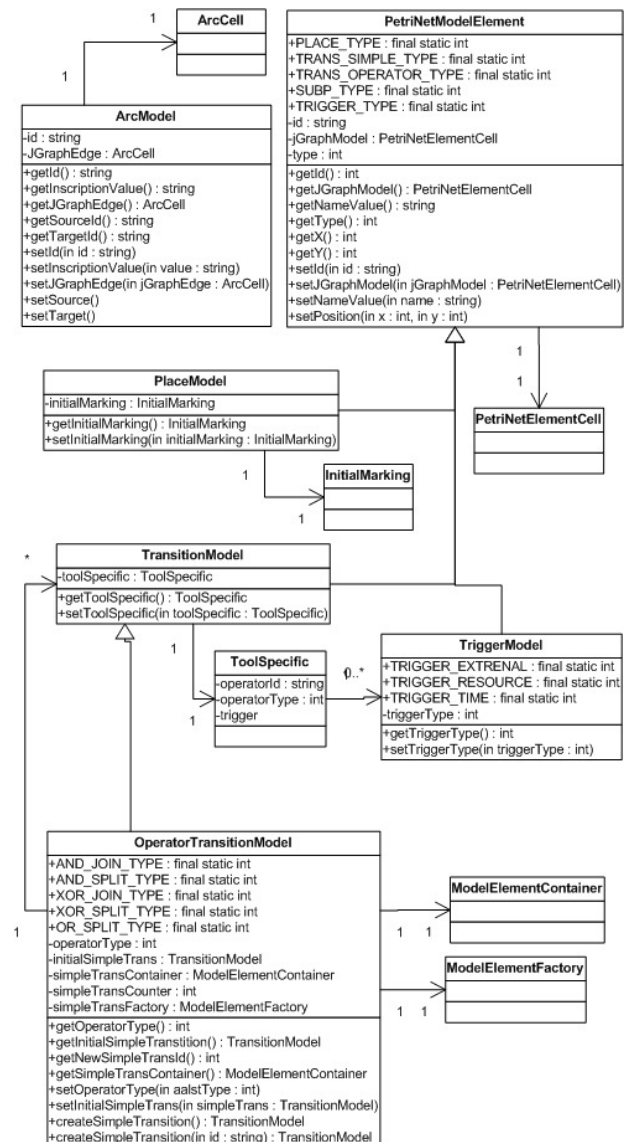 ArcCell
1
1
ArcModel
-id : string
-JGraphEdge : ArcCell
+getId() : string
+getInscriptionValue() : string
+getJGraphEdge() : ArcCell
+getSourceId() : string
+getTargetId() : string
+setId(in id : string)
+setInscriptionValue(in value : string)
+setJGraphEdge(in jGraphEdge : ArcCell)
+setSource()
+setTarget()
PetriNetModelElement
+PLACE_TYPE : final static int
+TRANS_SIMPLE_TYPE : final static int
+TRANS_OPERATOR_TYPE : final static int
+SUBP_TYPE : final static int
+TRIGGER_TYPE : final static int
-id : string
-jGraphModel : PetriNetElementCell
-type : int
+getId() : int
+getJGraphModel() : PetriNetElementCell
+getNameValue() : string
+getType() : int
+getX() : int
+getY() : int
+setId(in id : string)
+setJGraphModel(in jGraphModel : PetriNetElementCell)
+setNameValue(in name : string)
+setPosition(in x : int, in y : int)
1
1
PetriNetElementCell
PlaceModel
-initialMarking : InitialMarking
+getInitialMarking() : InitialMarking
+setInitialMarking(in initialMarking : InitialMarking)
1
1
InitialMarking
*
TransitionModel
-toolSpecific : ToolSpecific
+getToolSpecific() : ToolSpecific
+setToolSpecific(in toolSpecific : ToolSpecific)
1
1
ToolSpecific
-operatorId : string
-operatorType : int
-trigger
0..*
TriggerModel
+TRIGGER_EXTRENAL : final static int
+TRIGGER_RESOURCE : final static int
+TRIGGER_TIME : final static int
-triggerType : int
+getTriggerType() : int
+setTriggerType(in triggerType : int)
1
OperatorTransitionModel
+AND_JOIN_TYPE : final static int
+AND_SPLIT_TYPE : final static int
+XOR_JOIN_TYPE : final static int
+XOR_SPLIT_TYPE : final static int
+OR_SPLIT_TYPE : final static int
-operatorType : int
-initialSimpleTrans : TransitionModel
-simpleTransContainer : ModelElementContainer
-simpleTransCounter : int
-simpleTransFactory : ModelElementFactory
+getOperatorType() : int
+getInitialSimpleTranstition() : TransitionModel
+getNewSimpleTransId() : int
+getSimpleTransContainer() : ModelElementContainer
+setOperatorType(in aalstType : int)
+setInitialSimpleTrans(in simpleTrans : TransitionModel)
+createSimpleTransition() : TransitionModel
+createSimpleTransition(in id : string) : TransitionModel
ModelElementContainer
1 1
ModelElementFactory
1 1